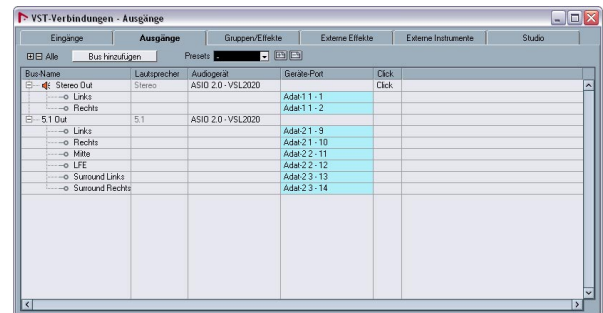 VST-Verbindungen - Ausgänge
Eingänge Ausgänge Gruppen/Effekte Externe Effekte Externe Instrumente Studio
Alle Bus hinzufügen Presets -
Bus-Name Lautsprecher Audiogerät Geräte-Port Click
Stereo Out Stereo ASIO 2.0 - VSL2020 Click
Links Adat-1 1 - 1
Rechts Adat-1 1 - 2
5.1 Out 5.1 ASIO 2.0 - VSL2020
Links Adat-2 1 - 9
Rechts Adat-2 1 - 10
Mitte Adat-2 2 - 11
LFE Adat-2 2 - 12
Surround Links Adat-2 3 - 13
Surround Rechts Adat-2 3 - 14